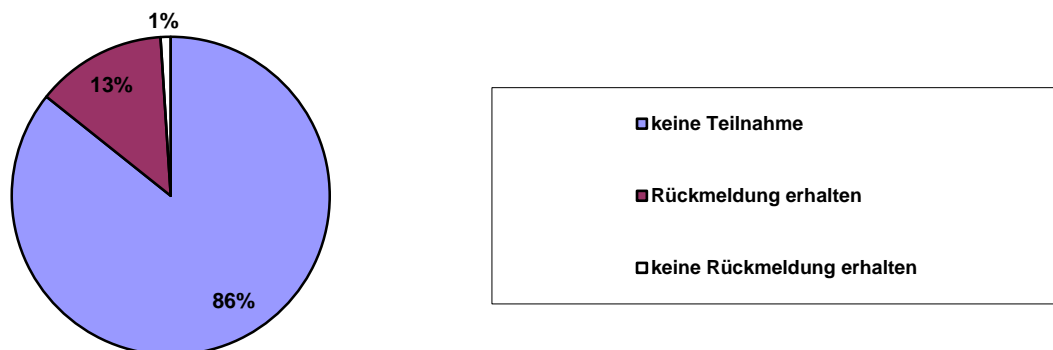 1%
13%
86%
keine Teilnahme
Rückmeldung erhalten
keine Rückmeldung erhalten